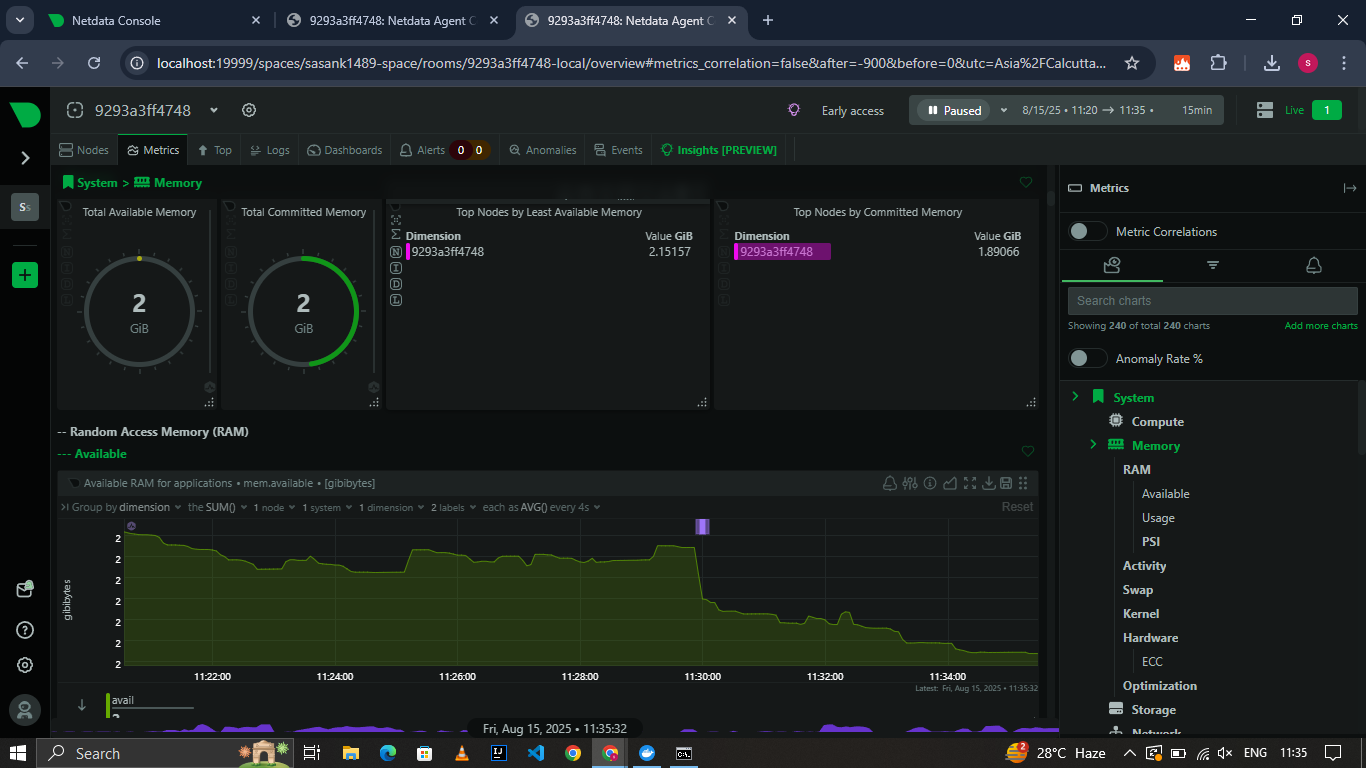 Netdata Console
9293a3ff4748: Netdata Agent C
9293a3ff4748: Netdata Agent C
localhost:19999/spaces/sasank1489-space/rooms/9293a3ff4748-local/overview#metrics_correlation=false&after=-900&before=0&utc=Asia%2FCalcutta...
s
9293a3ff4748
Early access
Paused
8/15/25 • 11:20 → 11:35 •
15min
Live
1
Nodes
Metrics
Top
Logs
Dashboards
Alerts
0
0
Anomalies
Events
Insights [PREVIEW]
Ss
System > Memory
Total Available Memory
2
GiB
Total Committed Memory
2
GiB
Top Nodes by Least Available Memory
Dimension Value GiB
9293a3ff4748 2.15157
N
I
D
L
Top Nodes by Committed Memory
Dimension Value GiB
9293a3ff4748 1.89066
-- Random Access Memory (RAM)
--- Available
Available RAM for applications • mem.available • [gibibytes]
Group by dimension the SUM() 1 node 1 system 1 dimension 2 labels each as AVG() every 4s
Reset
gibibytes
2
2
2
2
2
2
2
11:22:00 11:24:00 11:26:00 11:28:00 11:30:00 11:32:00 11:34:00
Latest: Fri, Aug 15, 2025 • 11:35:32
avail
Fri, Aug 15, 2025 • 11:35:32
Metrics
Metric Correlations
Search charts
Showing 240 of total 240 charts
Add more charts
Anomaly Rate %
System
Compute
Memory
RAM
Available
Usage
PSI
Activity
Swap
Kernel
Hardware
ECC
Optimization
Storage
Network
Search
2
28°C Haze
ENG
11:35